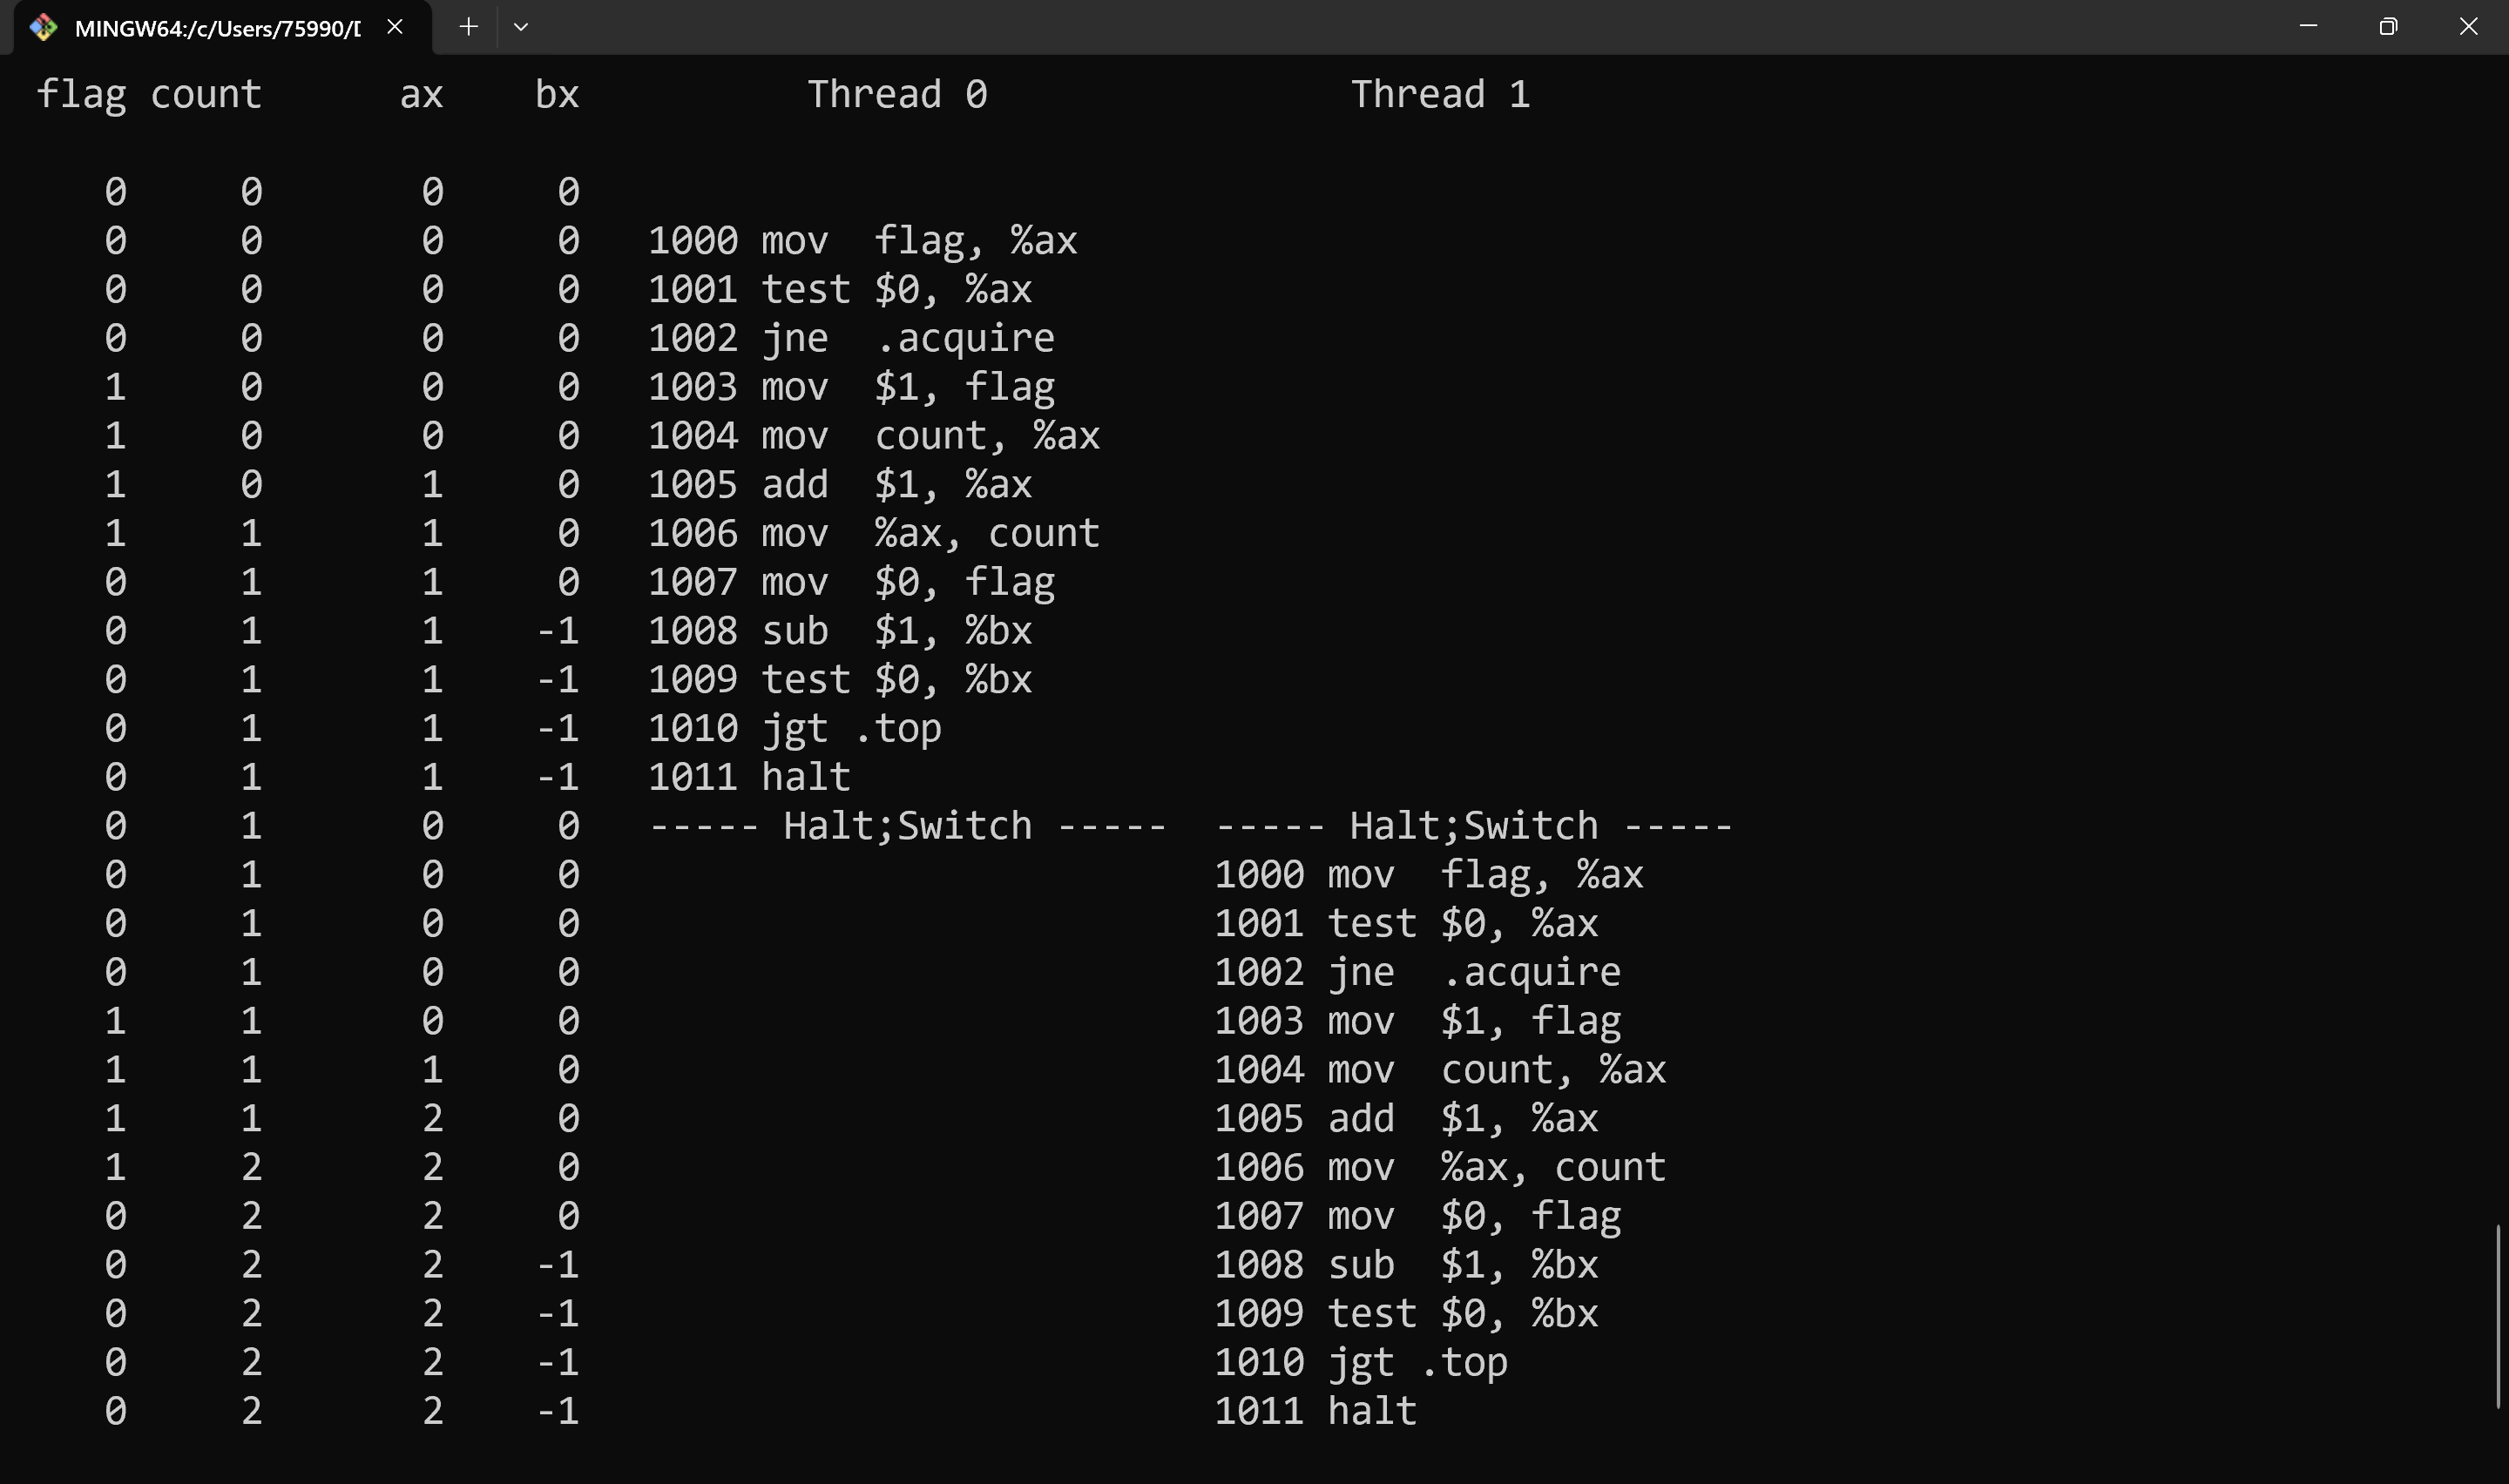 MINGW64:/c/Users/75990/
flag count      ax    bx          Thread 0                Thread 1
   0     0       0     0
   0     0       0     0   1000 mov  flag, %ax
   0     0       0     0   1001 test $0, %ax
   0     0       0     0   1002 jne  .acquire
   1     0       0     0   1003 mov  $1, flag
   1     0       0     0   1004 mov  count, %ax
   1     0       1     0   1005 add  $1, %ax
   1     1       1     0   1006 mov  %ax, count
   0     1       1     0   1007 mov  $0, flag
   0     1       1    -1   1008 sub  $1, %bx
   0     1       1    -1   1009 test $0, %bx
   0     1       1    -1   1010 jgt .top
   0     1       1    -1   1011 halt
   0     1       0     0   ----- Halt;Switch -----  ----- Halt;Switch -----
   0     1       0     0                            1000 mov  flag, %ax
   0     1       0     0                            1001 test $0, %ax
   0     1       0     0                            1002 jne  .acquire
   1     1       0     0                            1003 mov  $1, flag
   1     1       1     0                            1004 mov  count, %ax
   1     1       2     0                            1005 add  $1, %ax
   1     2       2     0                            1006 mov  %ax, count
   0     2       2     0                            1007 mov  $0, flag
   0     2       2    -1                            1008 sub  $1, %bx
   0     2       2    -1                            1009 test $0, %bx
   0     2       2    -1                            1010 jgt .top
   0     2       2    -1                            1011 halt